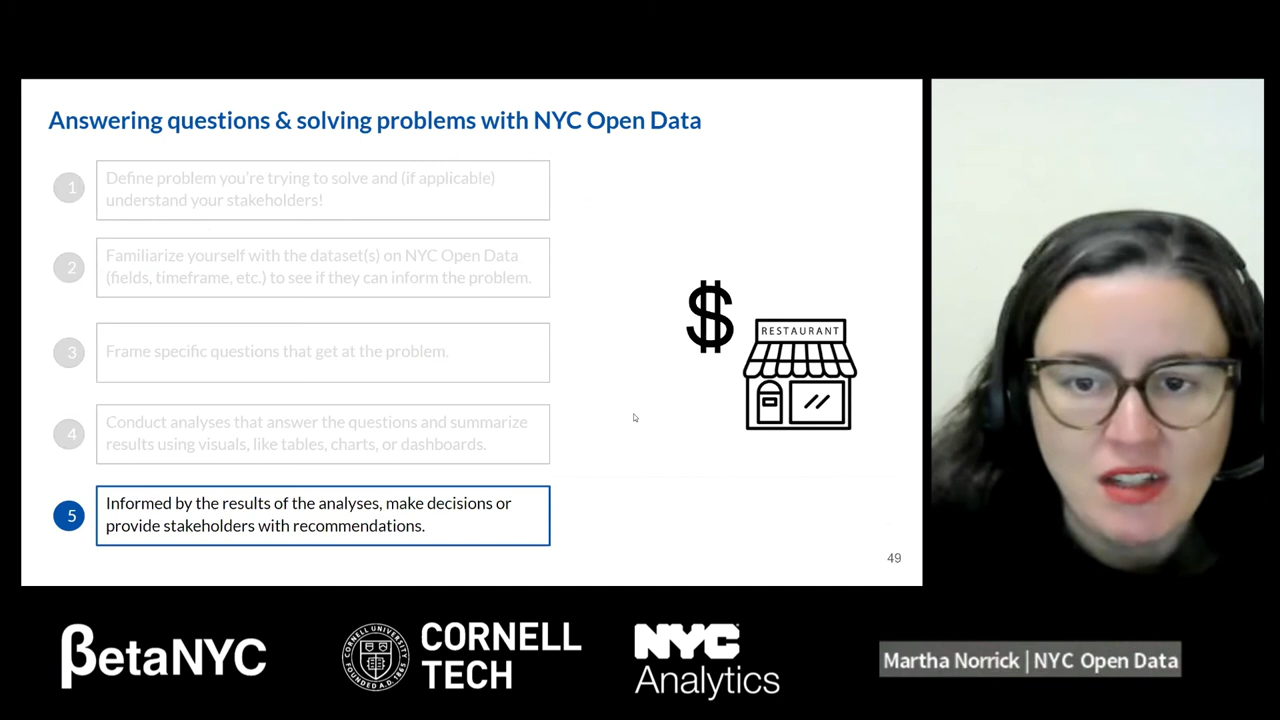 Answering questions & solving problems with NYC Open Data
1
Define problem you're trying to solve and (if applicable)
understand your stakeholders!
2
Familiarize yourself with the dataset(s) on NYC Open Data
(fields, timeframe, etc.) to see if they can inform the problem.
3
Frame specific questions that get at the problem.
4
Conduct analyses that answer the questions and summarize
results using visuals, like tables, charts, or dashboards.
5
Informed by the results of the analyses, make decisions or
provide stakeholders with recommendations.
$
RESTAURANT
49
βetaNYC
CORNELL
TECH
NYC
Analytics
Martha Norrick | NYC Open Data